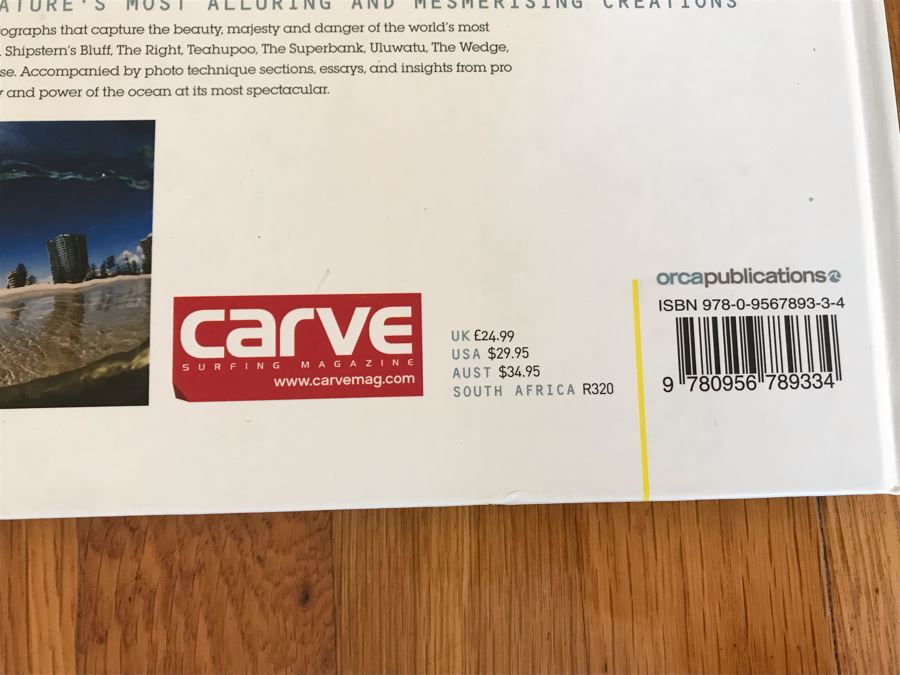 ATURE'S MOST ALLURING AND MESMERISING CREATIONS
ographs that capture the beauty, majesty and danger of the world's most
, Shipstern's Bluff, The Right, Teahupoo, The Superbank, Uluwatu, The Wedge,
se. Accompanied by photo technique sections, essays, and insights from pro
y and power of the ocean at its most spectacular.
carve
SURFING MAGAZINE
www.carvemag.com
UK £24.99
USA $29.95
AUST $34.95
SOUTH AFRICA R320
orcapublications
ISBN 978-0-9567893-3-4
9 780956 789334